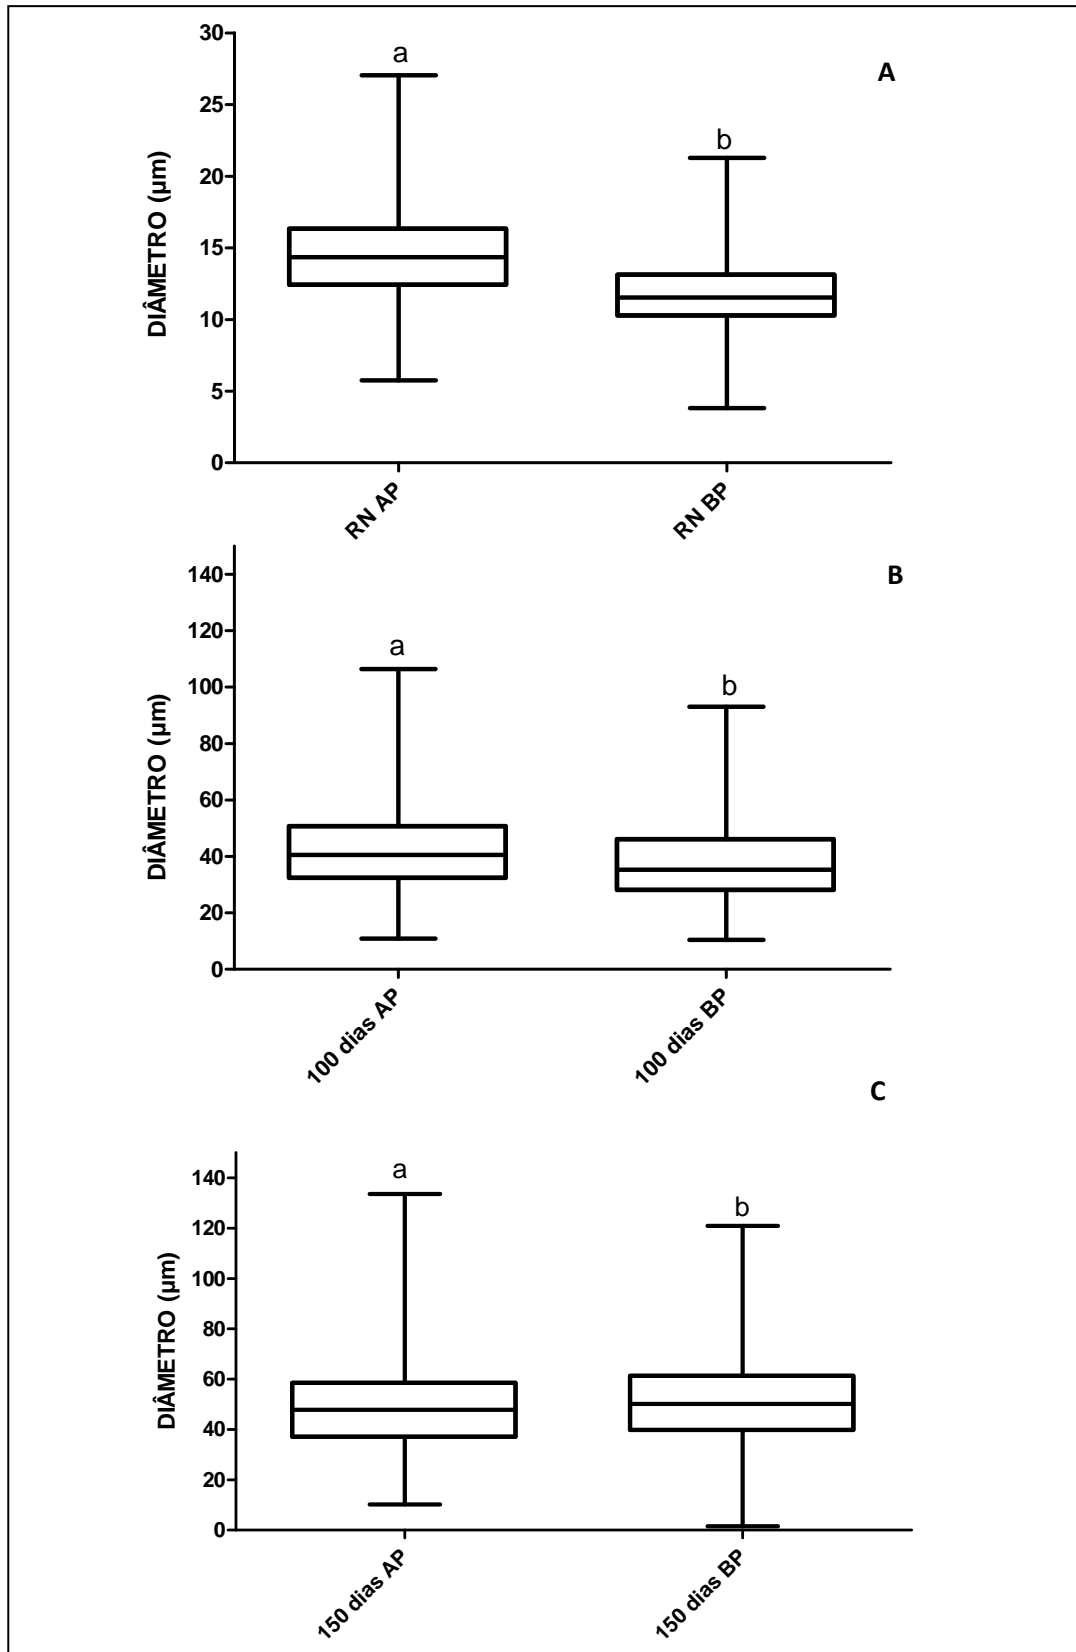 A
DIÂMETRO (µm)
30
25
20
15
10
5
0
a
b
RN AP
RN BP
B
DIÂMETRO (µm)
140
120
100
80
60
40
20
0
a
b
100 dias AP
100 dias BP
C
DIÂMETRO (µm)
140
120
100
80
60
40
20
0
a
b
150 dias AP
150 dias BP